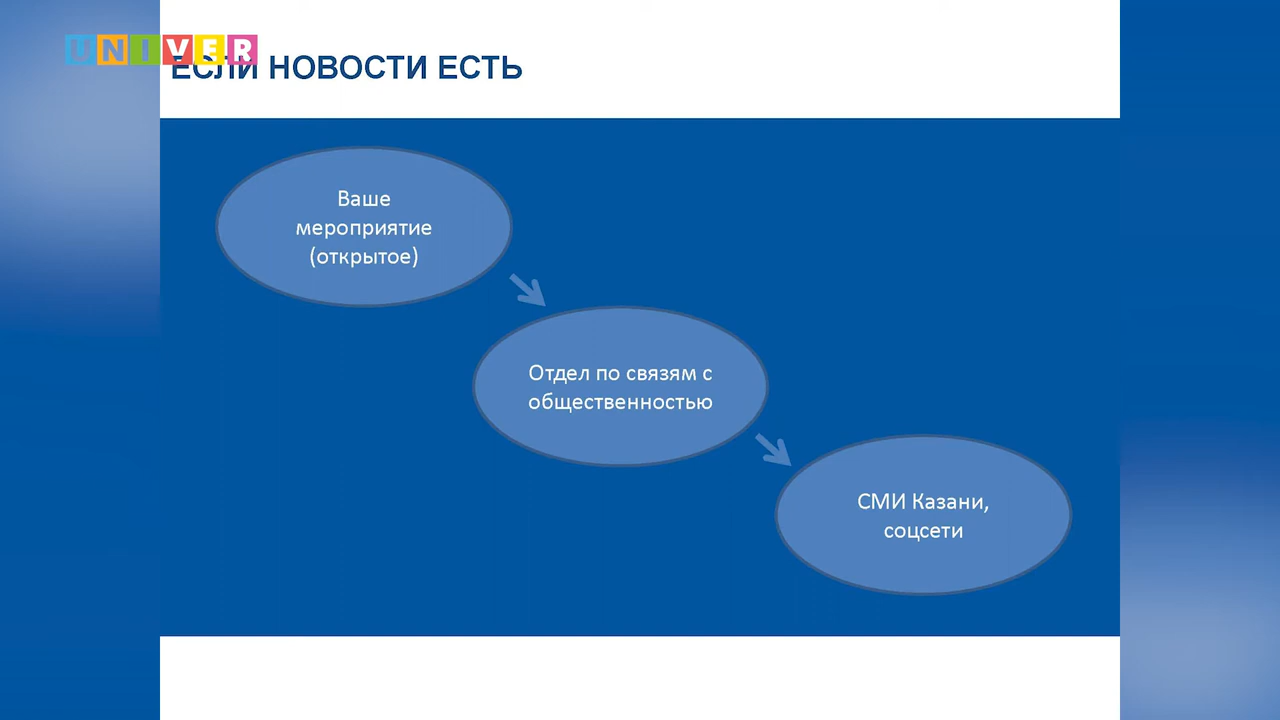 UNIVER
ЕСЛИ НОВОСТИ ЕСТЬ
Ваше
мероприятие
(открытое)
Отдел по связям с
общественностью
СМИ Казани,
соцсети